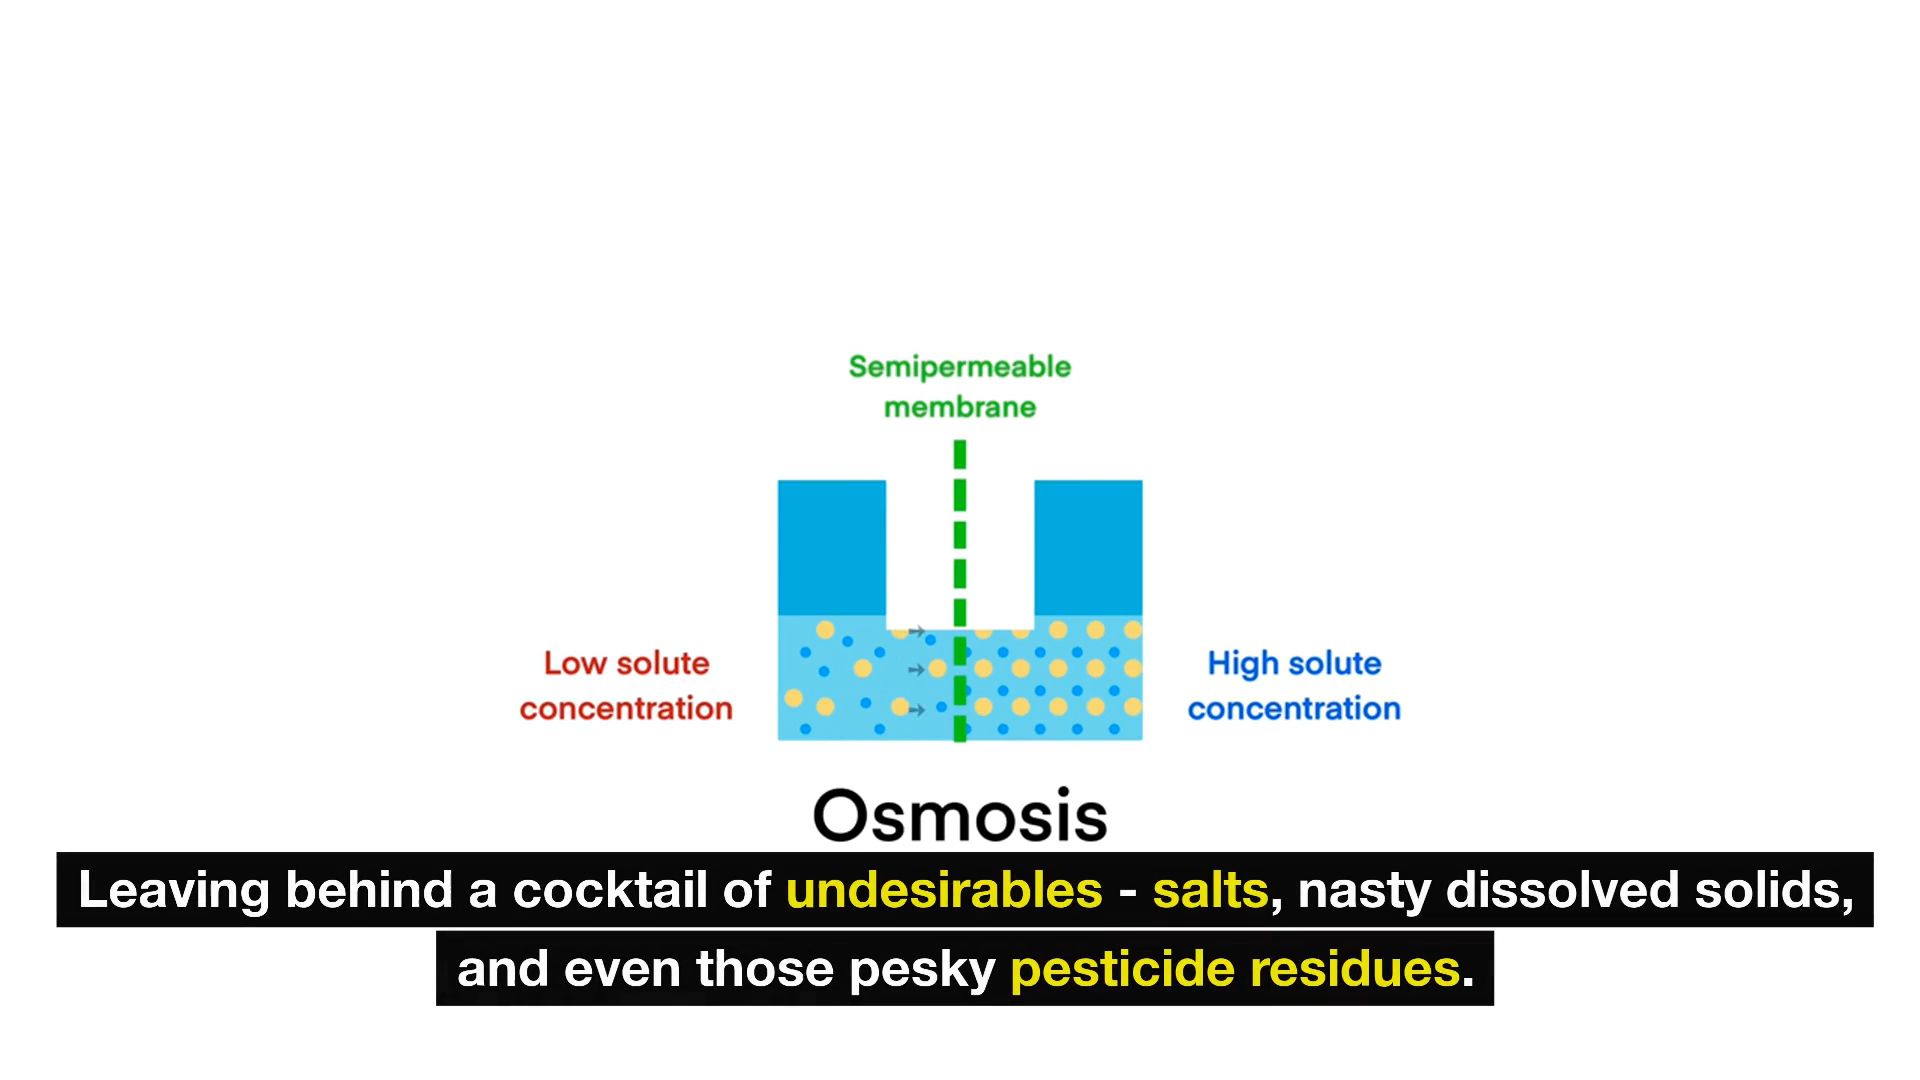 Semipermeable
membrane
Low solute
concentration
High solute
concentration
Osmosis
Leaving behind a cocktail of undesirables - salts, nasty dissolved solids,
and even those pesky pesticide residues.